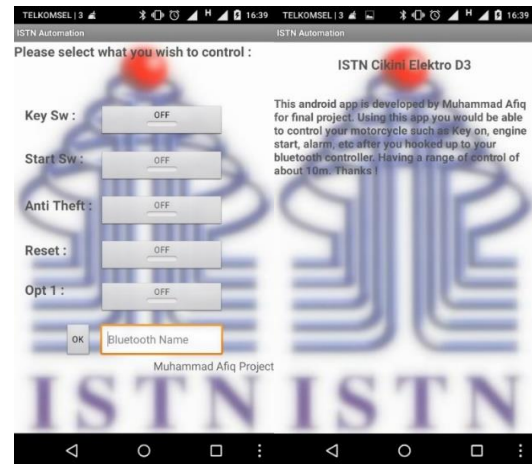 TELKOMSEL | 3
H
16:39
ISTN Automation
Please select what you wish to control :
Key Sw :
OFF
Start Sw :
OFF
Anti Theft :
OFF
Reset :
OFF
Opt 1 :
OFF
OK
Bluetooth Name
Muhammad Afiq Project
ISTN
TELKOMSEL | 3
H
16:39
ISTN Automation
ISTN Cikini Elektro D3
This android app is developed by Muhammad Afiq
for final project. Using this app you would be able
to control your motorcycle such as Key on, engine
start, alarm, etc after you hooked up to your
bluetooth controller. Having a range of control of
about 10m. Thanks !
ISTN